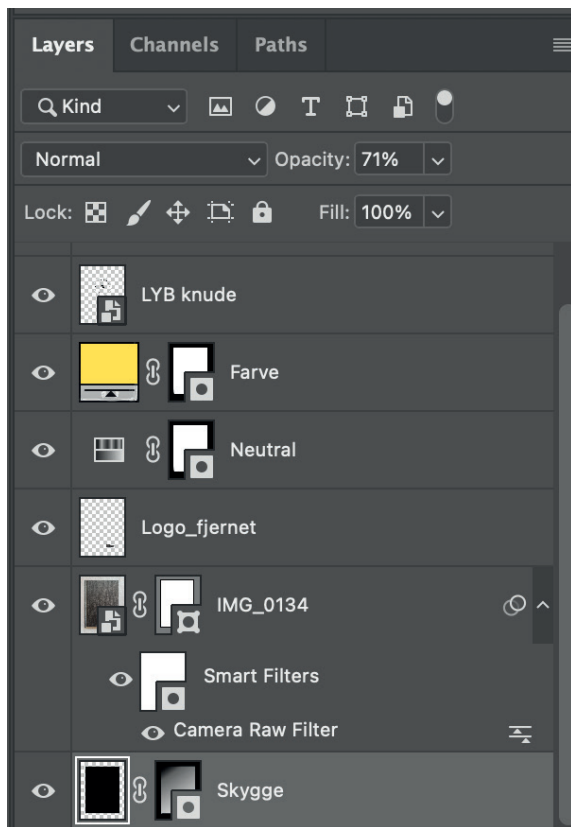 Layers Channels Paths
Kind T
Normal Opacity: 71%
Lock: Fill: 100%
LYB knude
Farve
Neutral
Logo_fjernet
IMG_0134
Smart Filters
Camera Raw Filter
Skygge